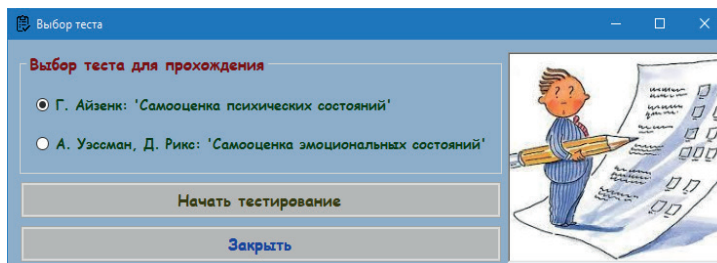 Выбор теста
Выбор теста для прохождения
Г. Айзенк: 'Самооценка психических состояний'
А. Уэссман, Д. Рикс: 'Самооценка эмоциональных состояний'
Начать тестирование
Закрыть